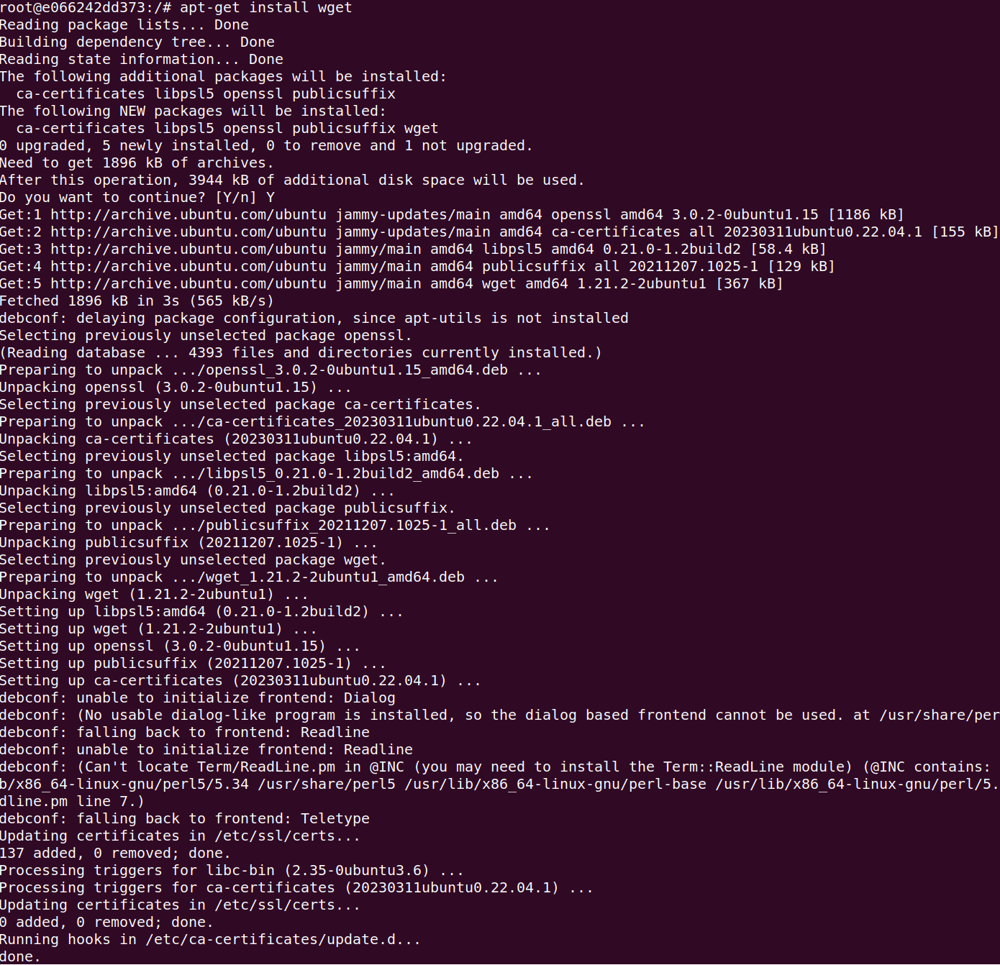 root@e066242dd373:/# apt-get install wget
Reading package lists... Done
Building dependency tree... Done
Reading state information... Done
The following additional packages will be installed:
  ca-certificates libpsl5 openssl publicsuffix
The following NEW packages will be installed:
  ca-certificates libpsl5 openssl publicsuffix wget
0 upgraded, 5 newly installed, 0 to remove and 1 not upgraded.
Need to get 1896 kB of archives.
After this operation, 3944 kB of additional disk space will be used.
Do you want to continue? [Y/n] Y
Get:1 http://archive.ubuntu.com/ubuntu jammy-updates/main amd64 openssl amd64 3.0.2-0ubuntu1.15 [1186 kB]
Get:2 http://archive.ubuntu.com/ubuntu jammy-updates/main amd64 ca-certificates all 20230311ubuntu0.22.04.1 [155 kB]
Get:3 http://archive.ubuntu.com/ubuntu jammy/main amd64 libpsl5 amd64 0.21.0-1.2build2 [58.4 kB]
Get:4 http://archive.ubuntu.com/ubuntu jammy/main amd64 publicsuffix all 20211207.1025-1 [129 kB]
Get:5 http://archive.ubuntu.com/ubuntu jammy/main amd64 wget amd64 1.21.2-2ubuntu1 [367 kB]
Fetched 1896 kB in 3s (565 kB/s)
debconf: delaying package configuration, since apt-utils is not installed
Selecting previously unselected package openssl.
(Reading database ... 4393 files and directories currently installed.)
Preparing to unpack .../openssl_3.0.2-0ubuntu1.15_amd64.deb ...
Unpacking openssl (3.0.2-0ubuntu1.15) ...
Selecting previously unselected package ca-certificates.
Preparing to unpack .../ca-certificates_20230311ubuntu0.22.04.1_all.deb ...
Unpacking ca-certificates (20230311ubuntu0.22.04.1) ...
Selecting previously unselected package libpsl5:amd64.
Preparing to unpack .../libpsl5_0.21.0-1.2build2_amd64.deb ...
Unpacking libpsl5:amd64 (0.21.0-1.2build2) ...
Selecting previously unselected package publicsuffix.
Preparing to unpack .../publicsuffix_20211207.1025-1_all.deb ...
Unpacking publicsuffix (20211207.1025-1) ...
Selecting previously unselected package wget.
Preparing to unpack .../wget_1.21.2-2ubuntu1_amd64.deb ...
Unpacking wget (1.21.2-2ubuntu1) ...
Setting up libpsl5:amd64 (0.21.0-1.2build2) ...
Setting up wget (1.21.2-2ubuntu1) ...
Setting up openssl (3.0.2-0ubuntu1.15) ...
Setting up publicsuffix (20211207.1025-1) ...
Setting up ca-certificates (20230311ubuntu0.22.04.1) ...
debconf: unable to initialize frontend: Dialog
debconf: (No usable dialog-like program is installed, so the dialog based frontend cannot be used. at /usr/share/per
debconf: falling back to frontend: Readline
debconf: unable to initialize frontend: Readline
debconf: (Can't locate Term/ReadLine.pm in @INC (you may need to install the Term::ReadLine module) (@INC contains:
b/x86_64-linux-gnu/perl5/5.34 /usr/share/perl5 /usr/lib/x86_64-linux-gnu/perl-base /usr/lib/x86_64-linux-gnu/perl/5.
dline.pm line 7.)
debconf: falling back to frontend: Teletype
Updating certificates in /etc/ssl/certs...
137 added, 0 removed; done.
Processing triggers for libc-bin (2.35-0ubuntu3.6) ...
Processing triggers for ca-certificates (20230311ubuntu0.22.04.1) ...
Updating certificates in /etc/ssl/certs...
0 added, 0 removed; done.
Running hooks in /etc/ca-certificates/update.d...
done.